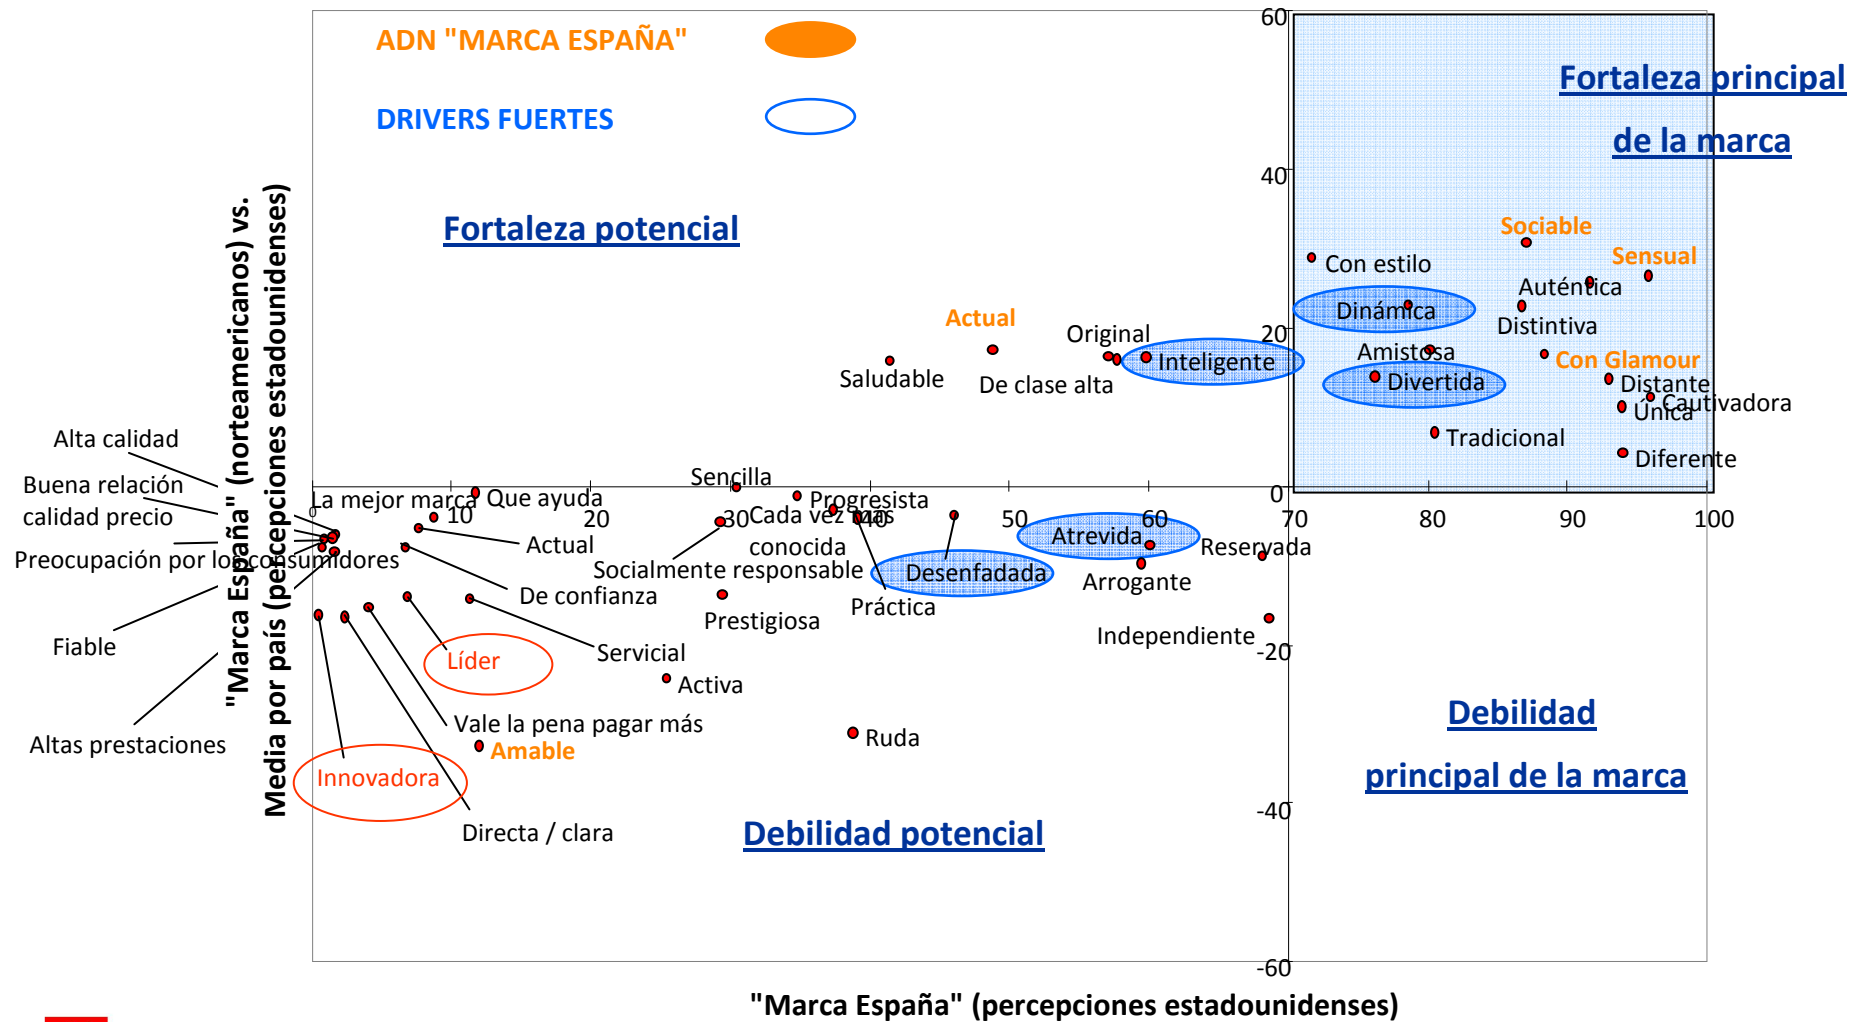 ADN "MARCA ESPAÑA"
DRIVERS FUERTES
Fortaleza principal
de la marca
Fortaleza potencial
Debilidad
principal de la marca
Debilidad potencial
60
40
20
0
-20
-40
-60
0
10
20
30
40
50
60
70
80
90
100
Sociable
Sensual
Con estilo
Auténtica
Dinámica
Distintiva
Amistosa
Con Glamour
Divertida
Distante
Cautivadora
Única
Tradicional
Diferente
Actual
Original
Inteligente
Saludable
De clase alta
Alta calidad
Buena relación
calidad precio
Preocupación por los consumidores
Fiable
Altas prestaciones
La mejor marca
Que ayuda
Sencilla
Progresista
Cada vez más
conocida
Actual
Socialmente responsable
De confianza
Prestigiosa
Práctica
Desenfadada
Atrevida
Arrogante
Reservada
Independiente
Servicial
Líder
Activa
Vale la pena pagar más
Amable
Ruda
Innovadora
Directa / clara
"Marca España" (norteamericanos) vs.
Media por país (percepciones estadounidenses)
"Marca España" (percepciones estadounidenses)